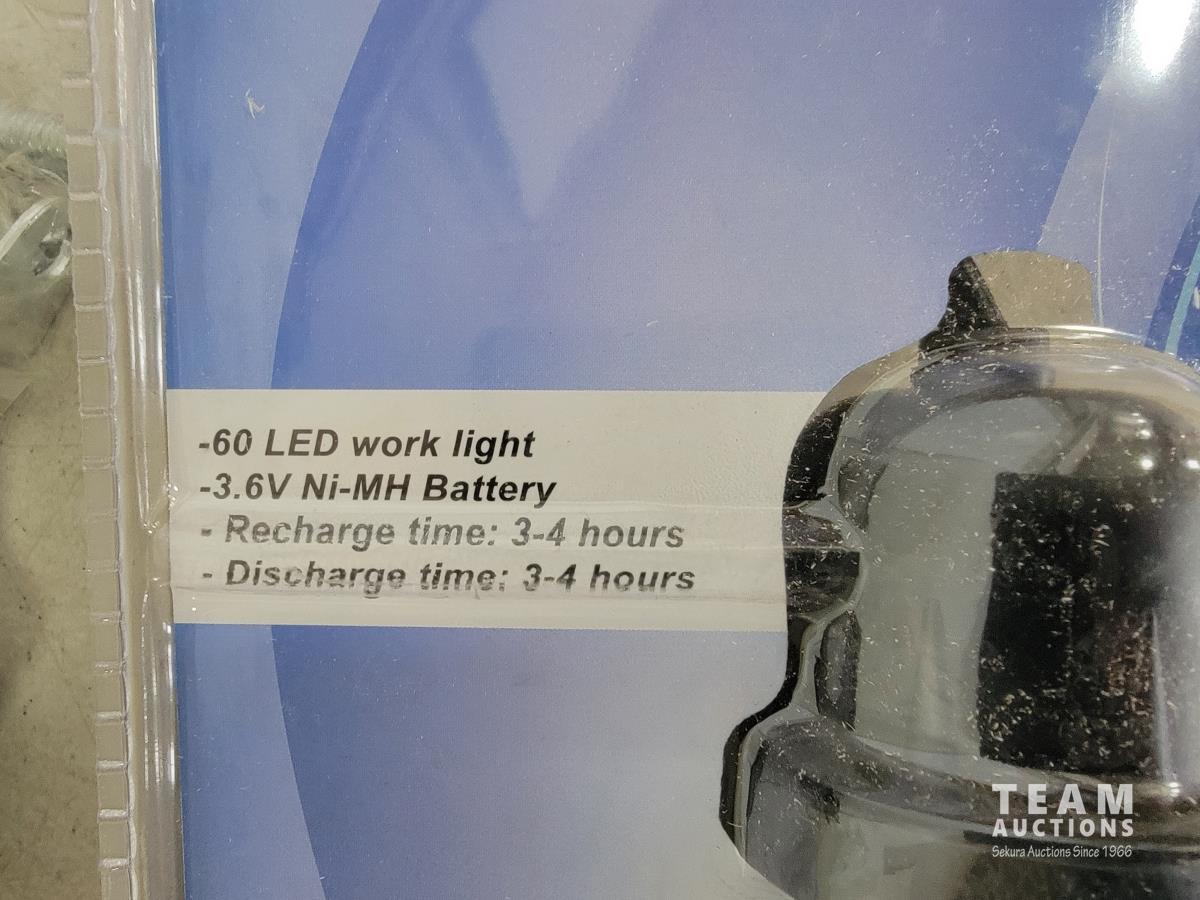 -60 LED work light
-3.6V Ni-MH Battery
- Recharge time: 3-4 hours
- Discharge time: 3-4 hours
TEAM
AUCTIONS
Sekura Auctions Since 1966